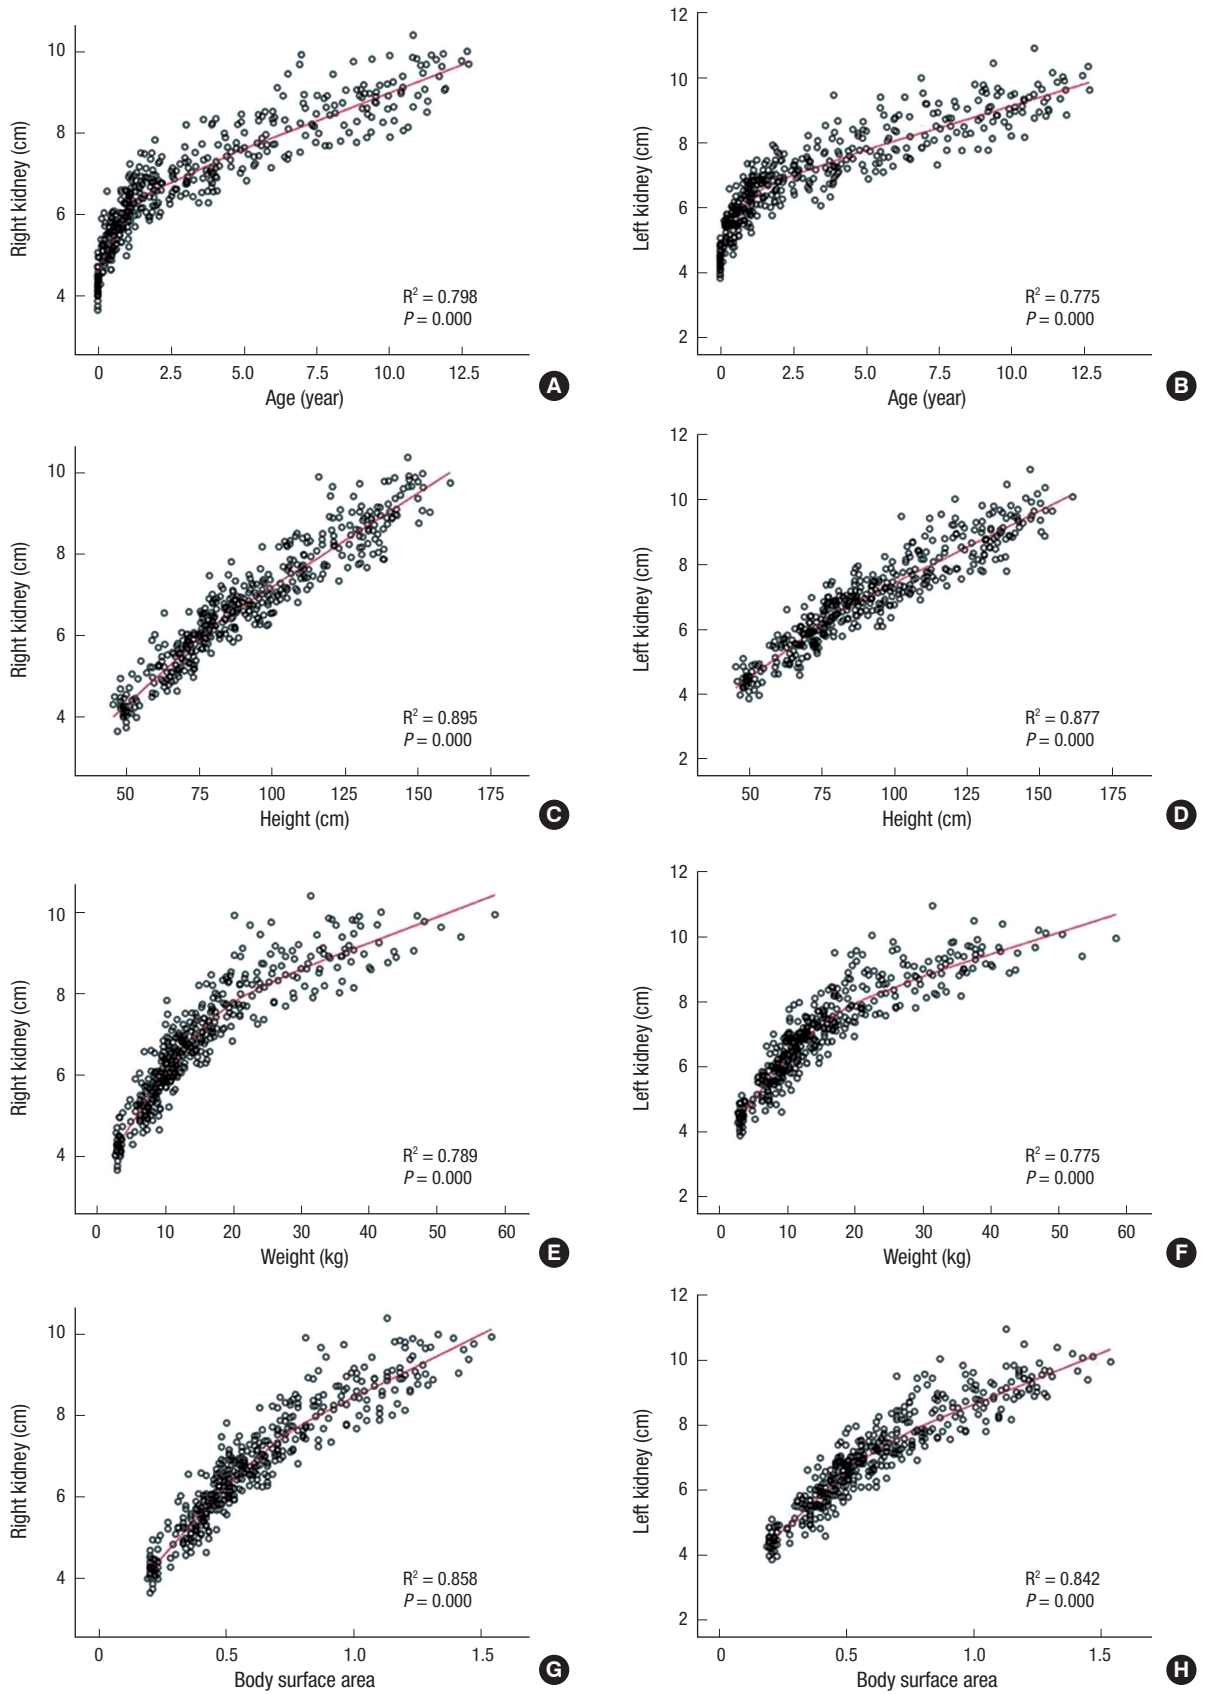 Right kidney (cm)
10
8
6
4
R² = 0.798
P = 0.000
0 2.5 5.0 7.5 10.0 12.5
Age (year)
A
Left kidney (cm)
12
10
8
6
4
2
R² = 0.775
P = 0.000
0 2.5 5.0 7.5 10.0 12.5
Age (year)
B
Right kidney (cm)
10
8
6
4
R² = 0.895
P = 0.000
50 75 100 125 150 175
Height (cm)
C
Left kidney (cm)
12
10
8
6
4
2
R² = 0.877
P = 0.000
50 75 100 125 150 175
Height (cm)
D
Right kidney (cm)
10
8
6
4
R² = 0.789
P = 0.000
0 10 20 30 40 50 60
Weight (kg)
E
Left kidney (cm)
12
10
8
6
4
2
R² = 0.775
P = 0.000
0 10 20 30 40 50 60
Weight (kg)
F
Right kidney (cm)
10
8
6
4
R² = 0.858
P = 0.000
0 0.5 1.0 1.5
Body surface area
G
Left kidney (cm)
12
10
8
6
4
2
R² = 0.842
P = 0.000
0 0.5 1.0 1.5
Body surface area
H